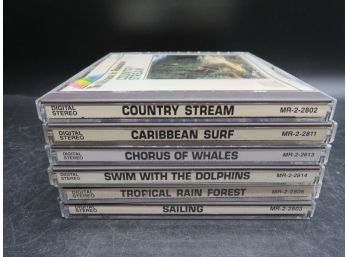 DIGITAL STEREO COUNTRY STREAM MR-2-2802
DIGITAL STEREO CARIBBEAN SURF MR-2-2811
DIGITAL STEREO CHORUS OF WHALES MR-2-2813
DIGITAL STEREO SWIM WITH THE DOLPHINS MR-2-2814
DIGITAL STEREO TROPICAL RAIN FOREST
DIGITAL STEREO SAILING MR-2-2803